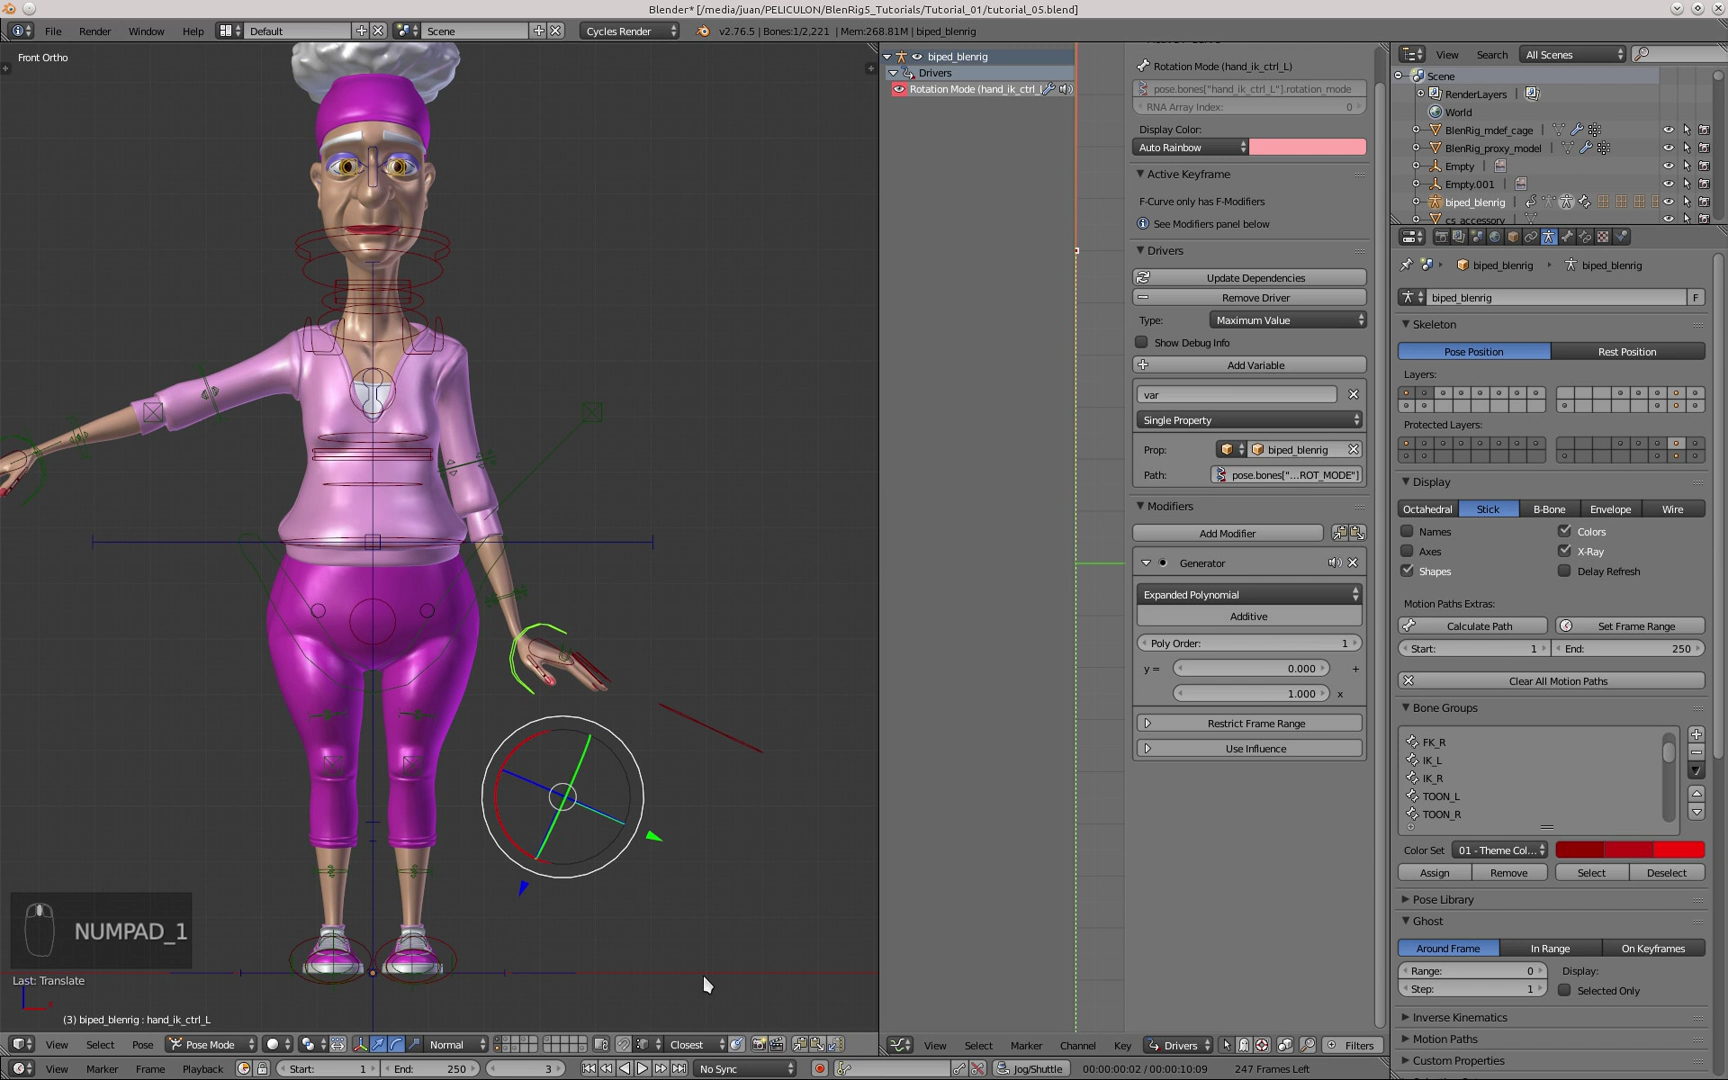 Blender* [/media/juan/PELICULON/BlenRig5_Tutorials/Tutorial_01/tutorial_05.blend]
File Render Window Help Default Scene Cycles Render v2.76.5 | Bones:1/2,221 | Mem:268.81M | biped_blenrig
Front Ortho
NUMPAD_1
Last: Translate
(3) biped_blenrig : hand_ik_ctrl_L
View Select Pose Pose Mode Normal Closest
biped_blenrig
Drivers
Rotation Mode (hand_ik_ctrl_l
Rotation Mode (hand_ik_ctrl_L)
pose.bones["hand_ik_ctrl_L"].rotation_mode
RNA Array Index: 0
Display Color:
Auto Rainbow
Active Keyframe
F-Curve only has F-Modifiers
See Modifiers panel below
Drivers
Update Dependencies
Remove Driver
Type: Maximum Value
Show Debug Info
Add Variable
var
Single Property
Prop: biped_blenrig
Path: pose.bones["...ROT_MODE"]
Modifiers
Add Modifier
Generator
Expanded Polynomial
Additive
Poly Order: 1
y = 0.000 +
1.000 x
Restrict Frame Range
Use Influence
View Select Marker Channel Key Drivers Filters
View Search All Scenes
Scene
RenderLayers
World
BlenRig_mdef_cage
BlenRig_proxy_model
Empty
Empty.001
biped_blenrig
cs_accessory
biped_blenrig biped_blenrig
biped_blenrig F
Skeleton
Pose Position Rest Position
Layers:
Protected Layers:
Display
Octahedral Stick B-Bone Envelope Wire
Names Colors
Axes X-Ray
Shapes Delay Refresh
Motion Paths Extras:
Calculate Path Set Frame Range
Start: 1 End: 250
Clear All Motion Paths
Bone Groups
FK_R
IK_L
IK_R
TOON_L
TOON_R
Color Set 01 - Theme Col...
Assign Remove Select Deselect
Pose Library
Ghost
Around Frame In Range On Keyframes
Range: 0 Display:
Step: 1 Selected Only
Inverse Kinematics
Motion Paths
Custom Properties
View Marker Frame Playback Start: 1 End: 250 3 No Sync Jog/Shuttle 00:00:00:02 / 00:00:10:09 247 Frames Left